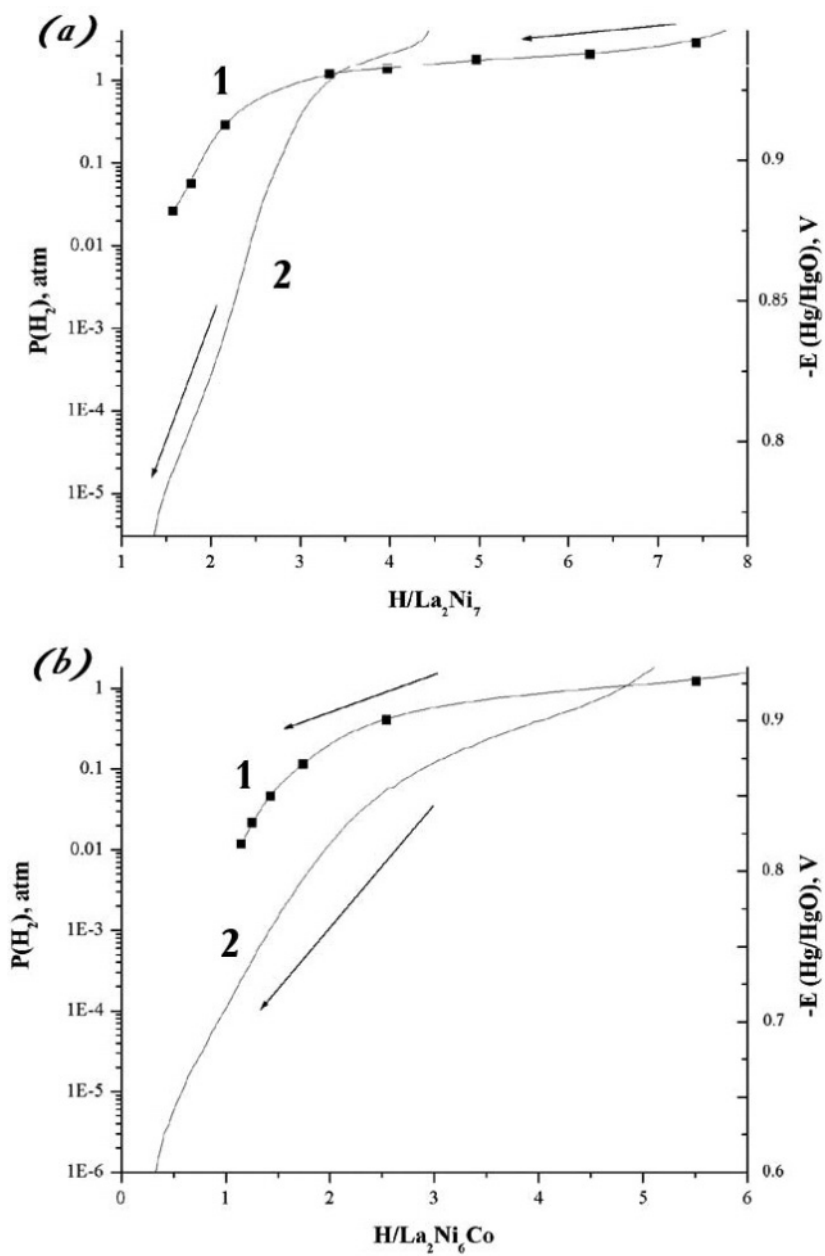 (a)
1
2
1
0.1
0.01
1E-3
1E-4
1E-5
P(H₂), atm
0.9
0.85
0.8
-E (Hg/HgO), V
1 2 3 4 5 6 7 8
H/La₂Ni₇
(b)
1
2
1
0.1
0.01
1E-3
1E-4
1E-5
1E-6
P(H₂), atm
0.9
0.8
0.7
0.6
-E (Hg/HgO), V
0 1 2 3 4 5 6
H/La₂Ni₆Co